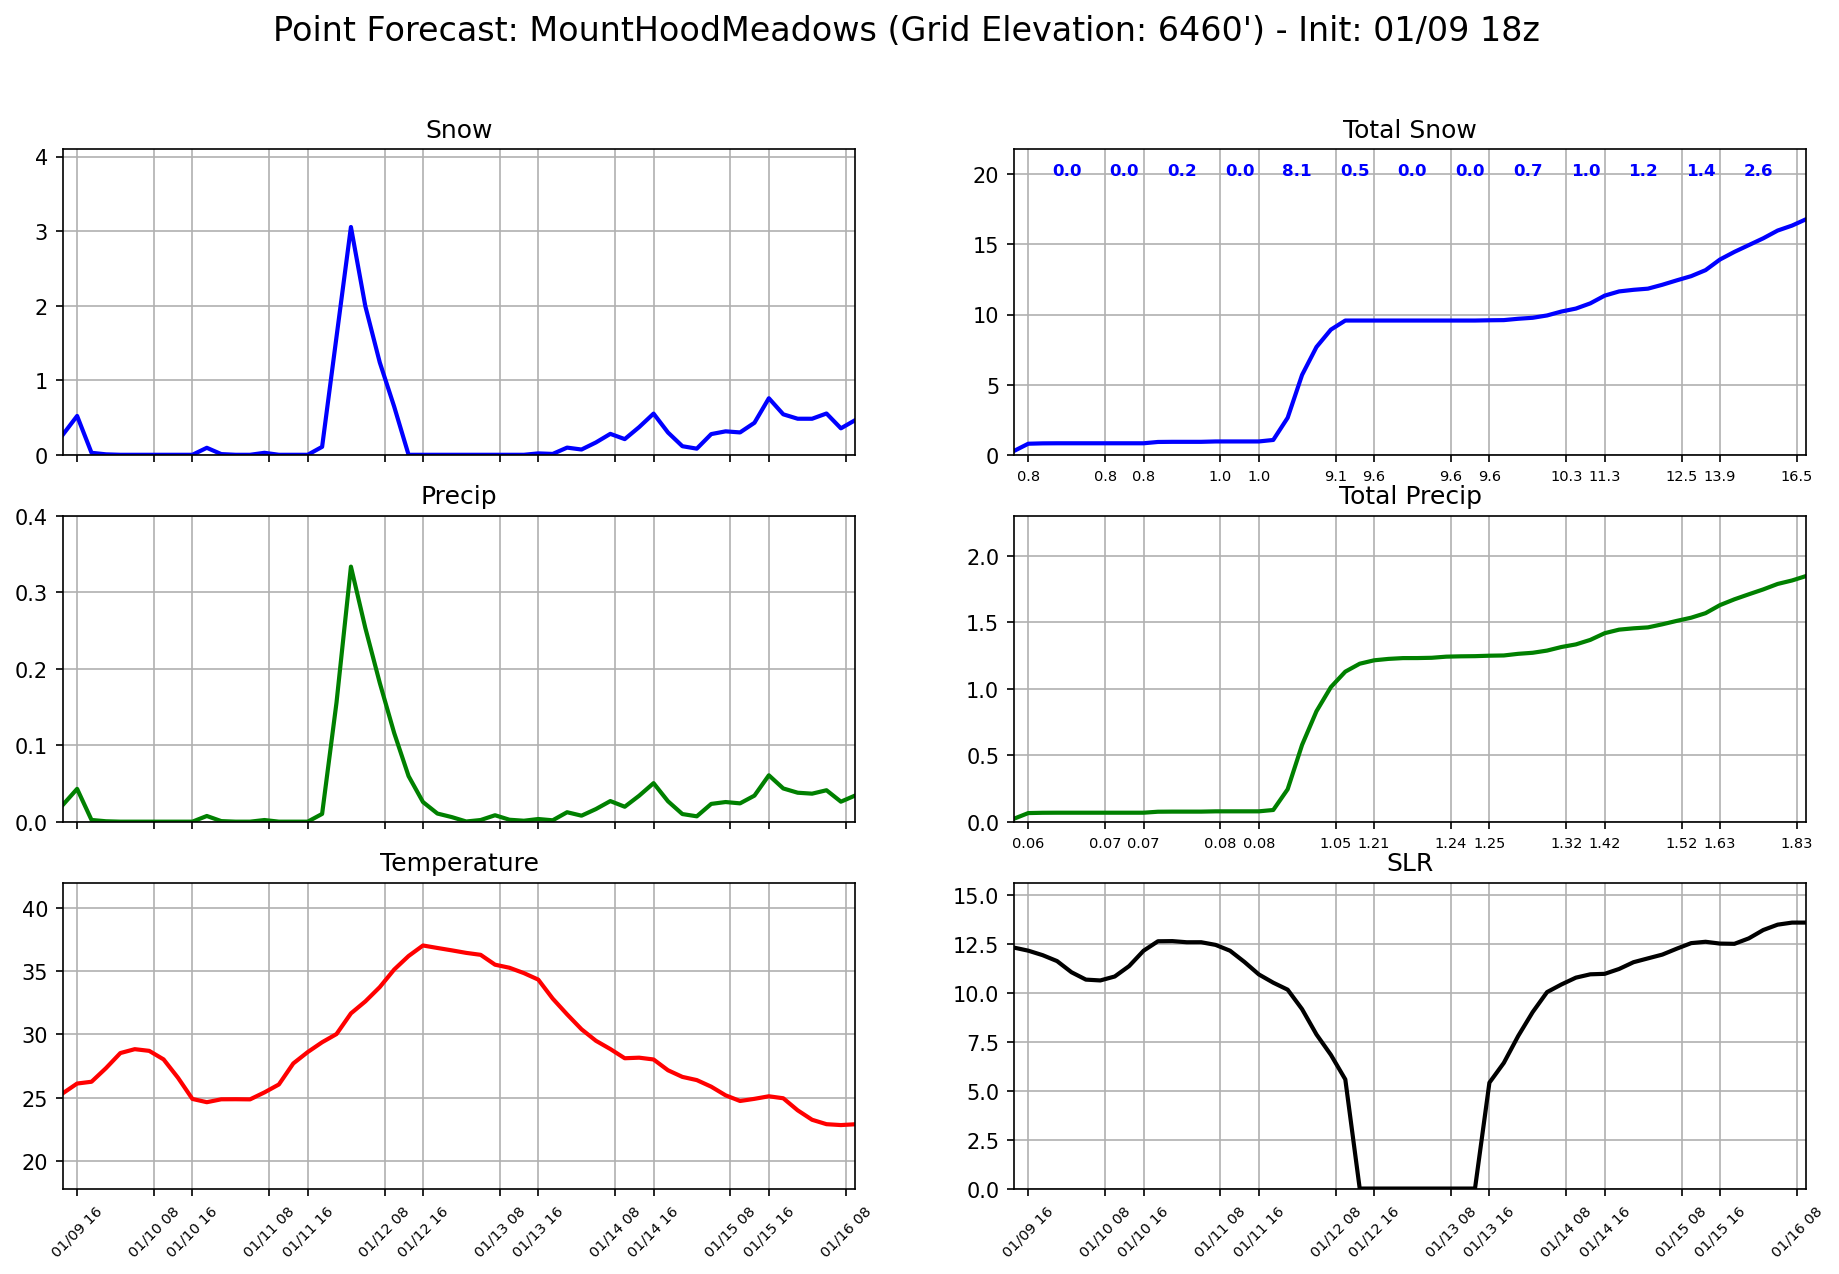 Point Forecast: MountHoodMeadows (Grid Elevation: 6460') - Init: 01/09 18z
Snow
4
3
2
1
0
Total Snow
20
15
10
5
0
0.0 0.0 0.2 0.0 8.1 0.5 0.0 0.0 0.7 1.0 1.2 1.4 2.6
0.8 0.8 0.8 1.0 1.0 9.1 9.6 9.6 9.6 10.3 11.3 12.5 13.9 16.5
Precip
0.4
0.3
0.2
0.1
0.0
Total Precip
2.0
1.5
1.0
0.5
0.0
0.06 0.07 0.07 0.08 0.08 1.05 1.21 1.24 1.25 1.32 1.42 1.52 1.63 1.83
Temperature
40
35
30
25
20
01/09 16 01/10 08 01/10 16 01/11 08 01/11 16 01/12 08 01/12 16 01/13 08 01/13 16 01/14 08 01/14 16 01/15 08 01/15 16 01/16 08
SLR
15.0
12.5
10.0
7.5
5.0
2.5
0.0
01/09 16 01/10 08 01/10 16 01/11 08 01/11 16 01/12 08 01/12 16 01/13 08 01/13 16 01/14 08 01/14 16 01/15 08 01/15 16 01/16 08